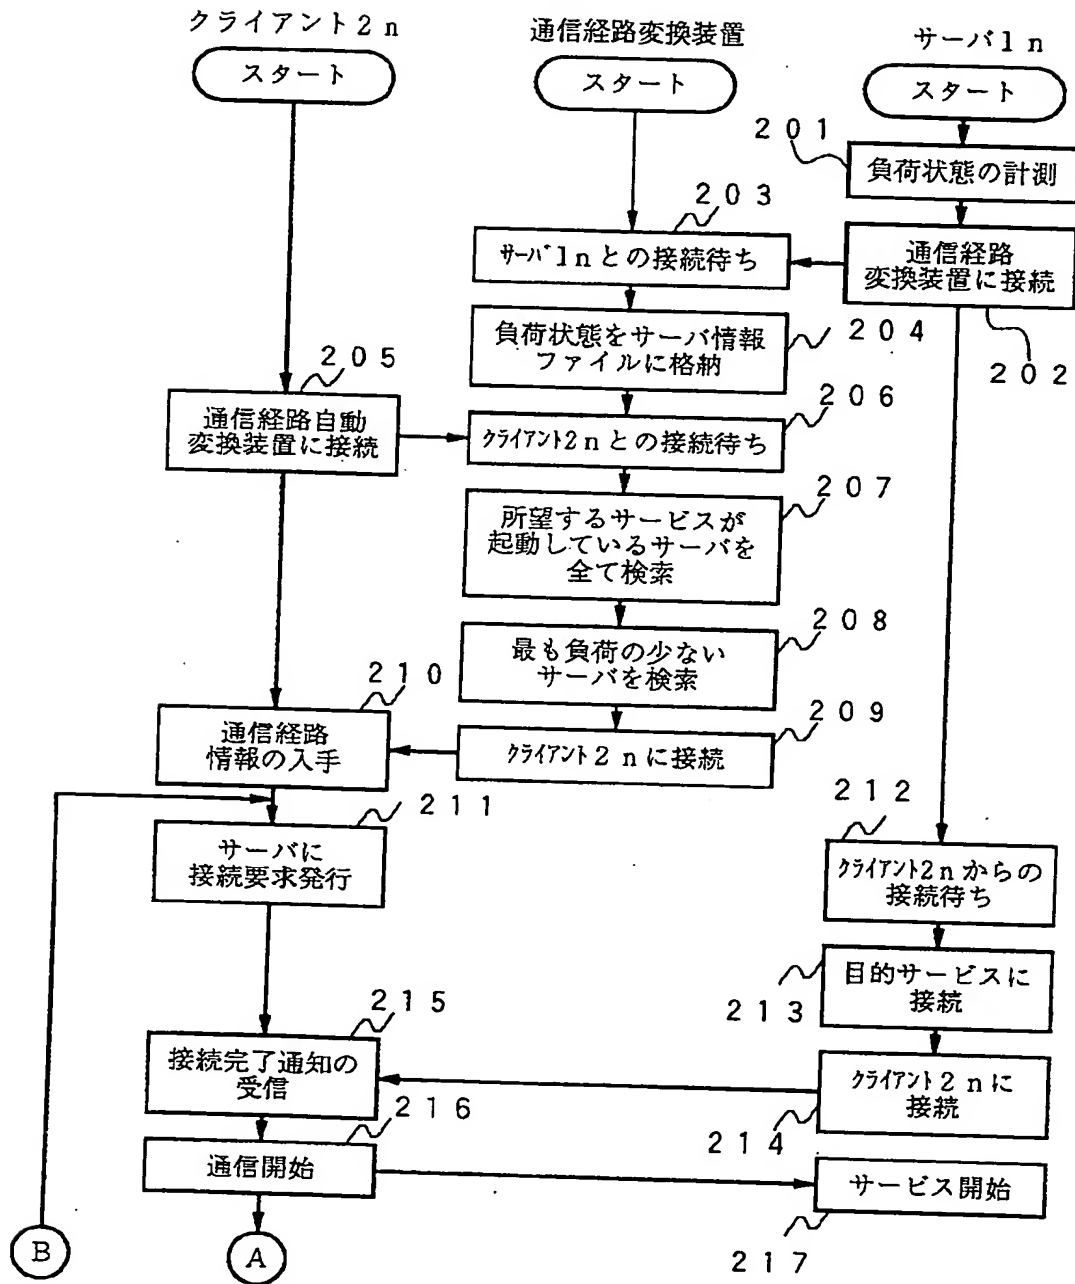 クライアント2n
通信経路変換装置
サーバ1n
スタート
スタート
スタート
201
負荷状態の計測
203
サーバ1nとの接続待ち
通信経路
変換装置に接続
202
負荷状態をサーバ情報
ファイルに格納
204
205
通信経路自動
変換装置に接続
206
クライアント2nとの接続待ち
207
所望するサービスが
起動しているサーバを
全て検索
208
最も負荷の少ない
サーバを検索
210
通信経路
情報の入手
209
クライアント2nに接続
211
サーバに
接続要求発行
212
クライアント2nからの
接続待ち
目的サービスに
接続
213
215
接続完了通知の
受信
クライアント2nに
接続
214
216
通信開始
サービス開始
217
B
A